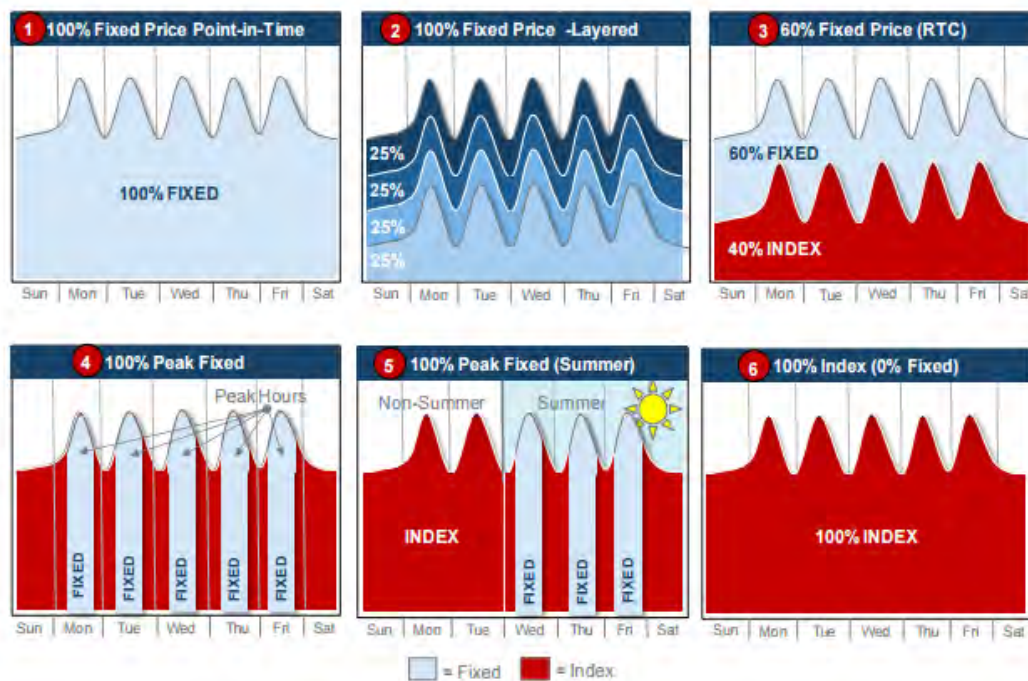 1 100% Fixed Price Point-in-Time
100% FIXED
Sun Mon Tue Wed Thu Fri Sat
2 100% Fixed Price -Layered
25%
25%
25%
25%
Sun Mon Tue Wed Thu Fri Sat
3 60% Fixed Price (RTC)
60% FIXED
40% INDEX
Sun Mon Tue Wed Thu Fri Sat
4 100% Peak Fixed
Peak Hours
FIXED FIXED FIXED FIXED FIXED
Sun Mon Tue Wed Thu Fri Sat
5 100% Peak Fixed (Summer)
Non-Summer Summer
INDEX
FIXED FIXED FIXED
Sun Mon Tue Wed Thu Fri Sat
6 100% Index (0% Fixed)
100% INDEX
Sun Mon Tue Wed Thu Fri Sat
= Fixed = Index